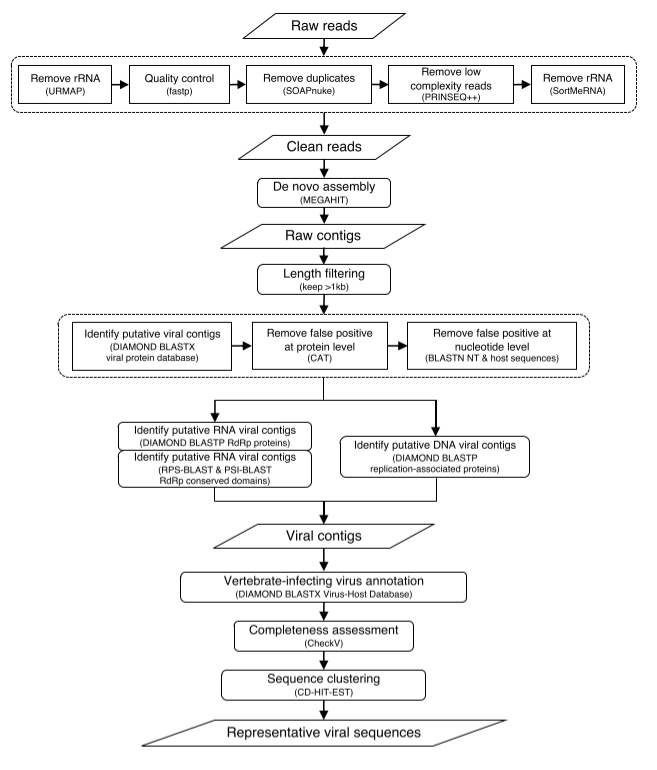 Raw reads
Remove rRNA
(URMAP)
Quality control
(fastp)
Remove duplicates
(SOAPnuke)
Remove low
complexity reads
(PRINSEQ++)
Remove rRNA
(SortMeRNA)
Clean reads
De novo assembly
(MEGAHIT)
Raw contigs
Length filtering
(keep >1kb)
Identify putative viral contigs
(DIAMOND BLASTX
viral protein database)
Remove false positive
at protein level
(CAT)
Remove false positive at
nucleotide level
(BLASTN NT & host sequences)
Identify putative RNA viral contigs
(DIAMOND BLASTP RdRp proteins)
Identify putative RNA viral contigs
(RPS-BLAST & PSI-BLAST
RdRp conserved domains)
Identify putative DNA viral contigs
(DIAMOND BLASTP
replication-associated proteins)
Viral contigs
Vertebrate-infecting virus annotation
(DIAMOND BLASTX Virus-Host Database)
Completeness assessment
(CheckV)
Sequence clustering
(CD-HIT-EST)
Representative viral sequences